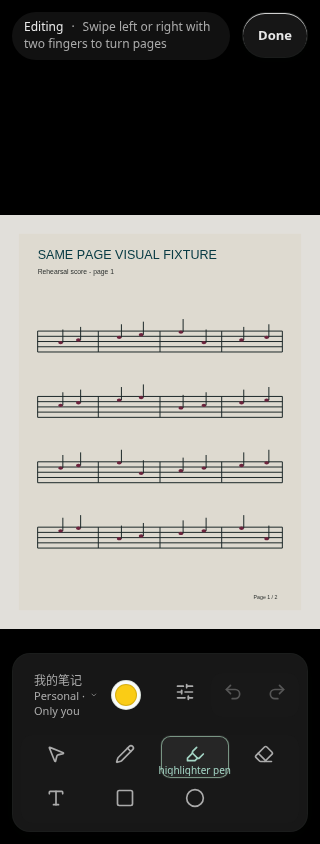 Editing · Swipe left or right with
two fingers to turn pages
Done
SAME PAGE VISUAL FIXTURE
Rehearsal score - page 1
Page 1 / 2
我的笔记
Personal ·
Only you
highlighter pen